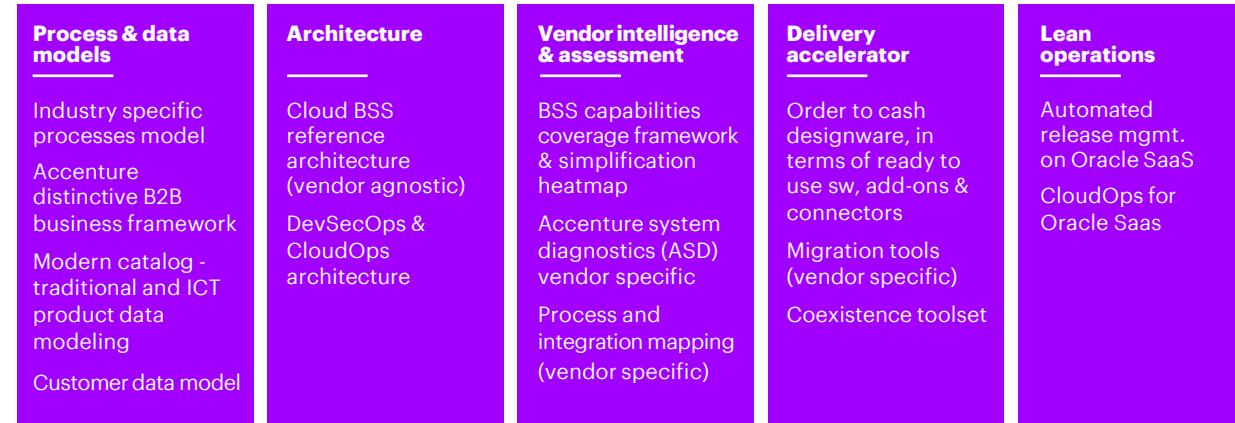 Process & data
models
Industry specific
processes model
Accenture
distinctive B2B
business framework
Modern catalog -
traditional and ICT
product data
modeling
Customer data model
Architecture
Cloud BSS
reference
architecture
(vendor agnostic)
DevSecOps &
CloudOps
architecture
Vendor intelligence
& assessment
BSS capabilities
coverage framework
& simplification
heatmap
Accenture system
diagnostics (ASD)
vendor specific
Process and
integration mapping
(vendor specific)
Delivery
accelerator
Order to cash
designware, in
terms of ready to
use sw, add-ons &
connectors
Migration tools
(vendor specific)
Coexistence toolset
Lean
operations
Automated
release mgmt.
on Oracle SaaS
CloudOps for
Oracle Saas